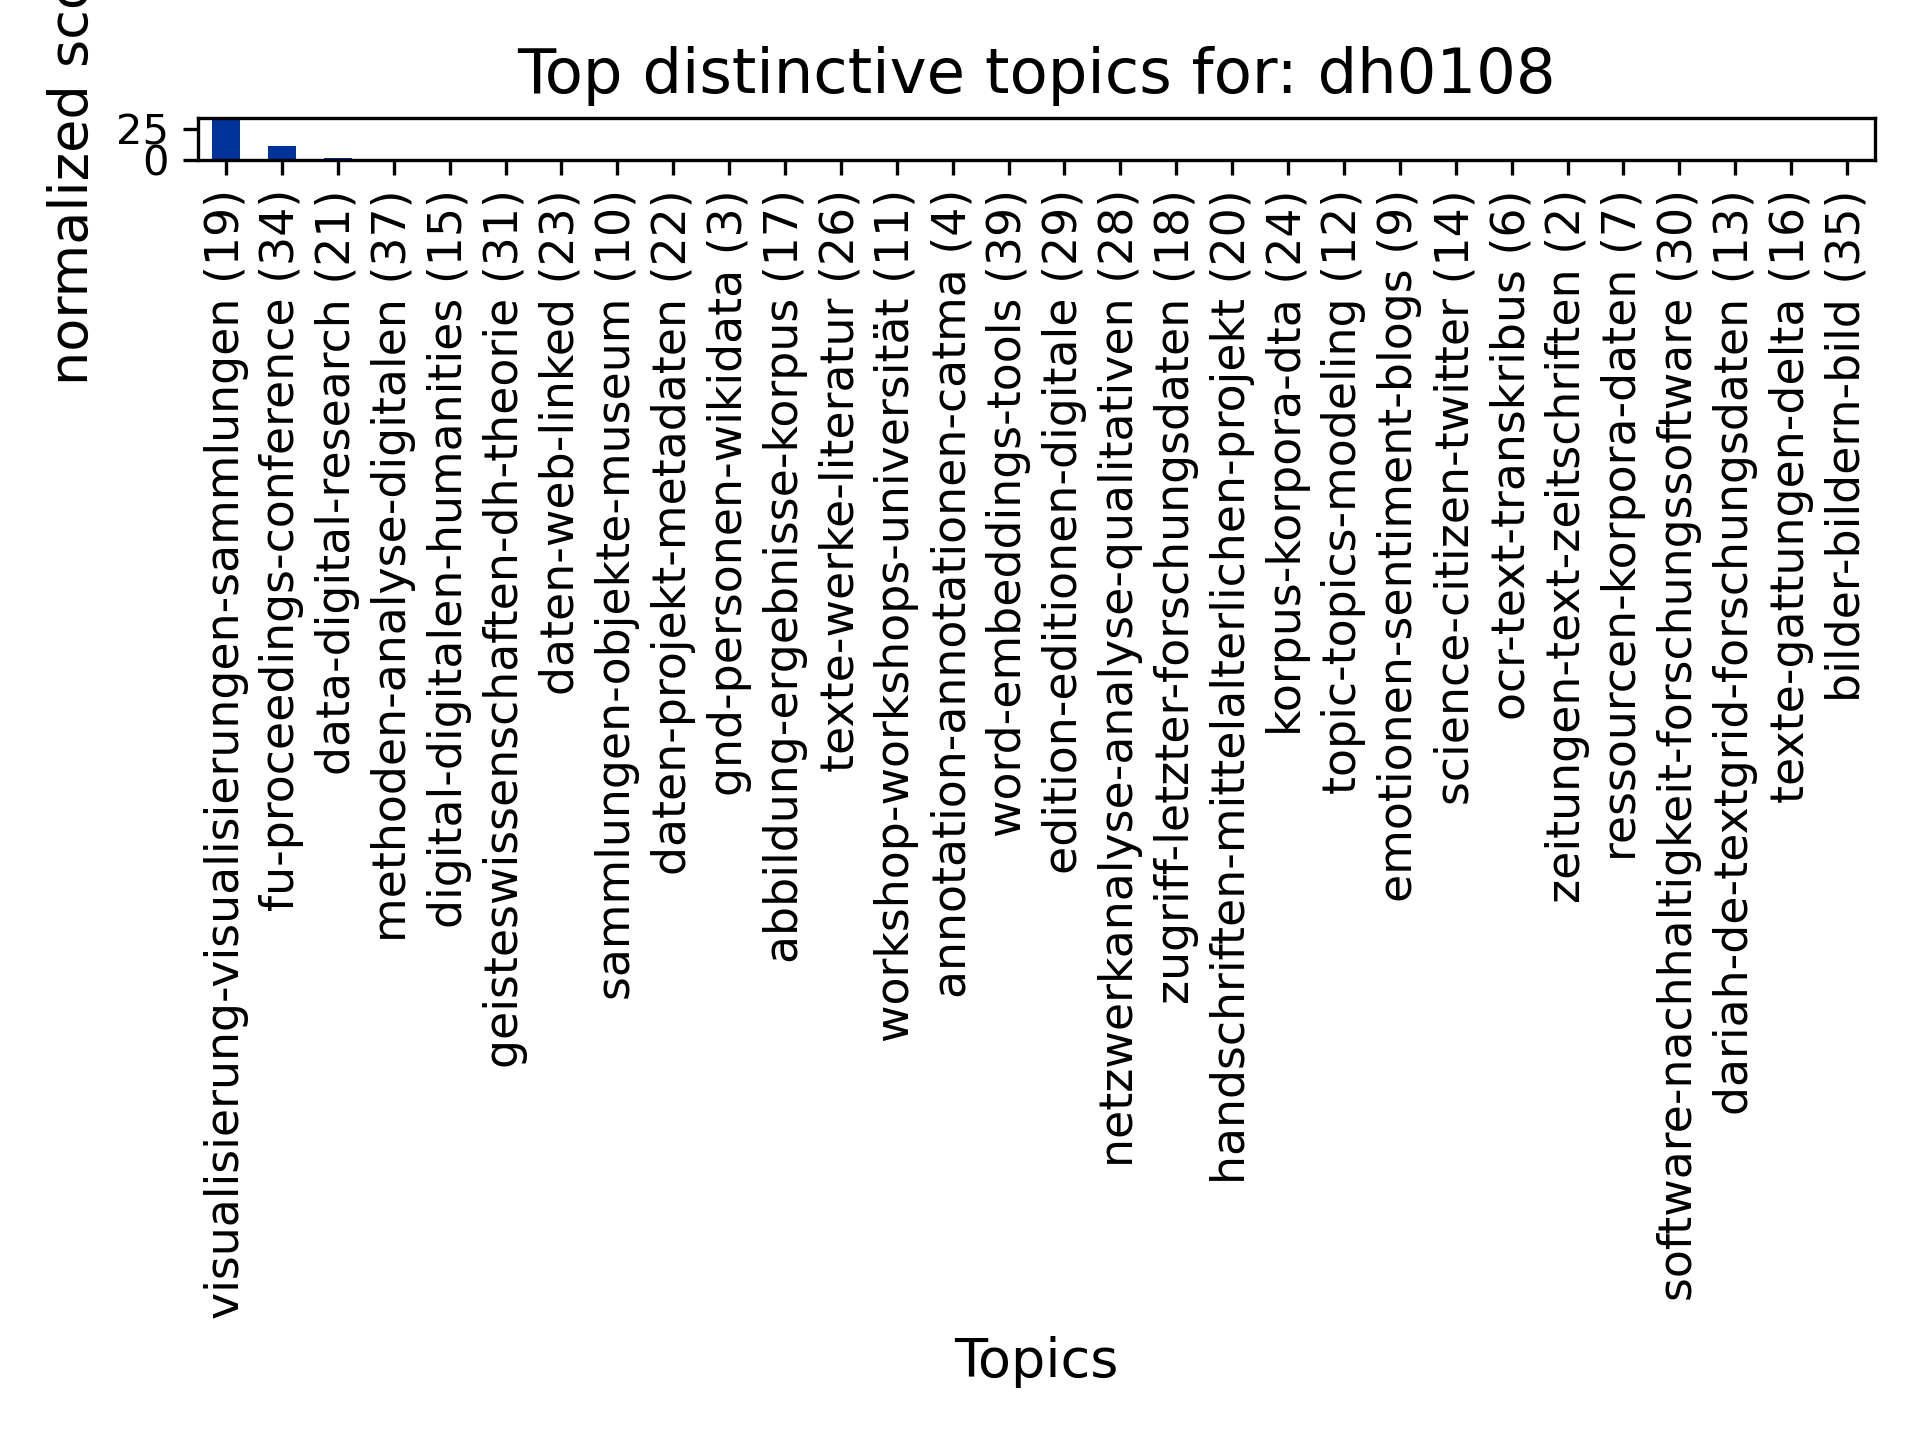 Top distinctive topics for: dh0108
normalized
25
0
visualisierung-visualisierungen-sammlungen (19)
fu-proceedings-conference (34)
data-digital-research (21)
methoden-analyse-digitalen (37)
digital-digitalen-humanities (15)
geisteswissenschaften-dh-theorie (31)
daten-web-linked (23)
sammlungen-objekte-museum (10)
daten-projekt-metadaten (22)
gnd-personen-wikidata (3)
abbildung-ergebnisse-korpus (17)
texte-werke-literatur (26)
workshop-workshops-universität (11)
annotation-annotationen-catma (4)
word-embeddings-tools (39)
edition-editionen-digitale (29)
netzwerkanalyse-analyse-qualitativen (28)
zugriff-letzter-forschungsdaten (18)
handschriften-mittelalterlichen-projekt (20)
korpus-korpora-dta (24)
topic-topics-modeling (12)
emotionen-sentiment-blogs (9)
science-citizen-twitter (14)
ocr-text-transkribus (6)
zeitungen-text-zeitschriften (2)
ressourcen-korpora-daten (7)
software-nachhaltigkeit-forschungssoftware (30)
dariah-de-textgrid-forschungsdaten (13)
texte-gattungen-delta (16)
bilder-bildern-bild (35)
Topics